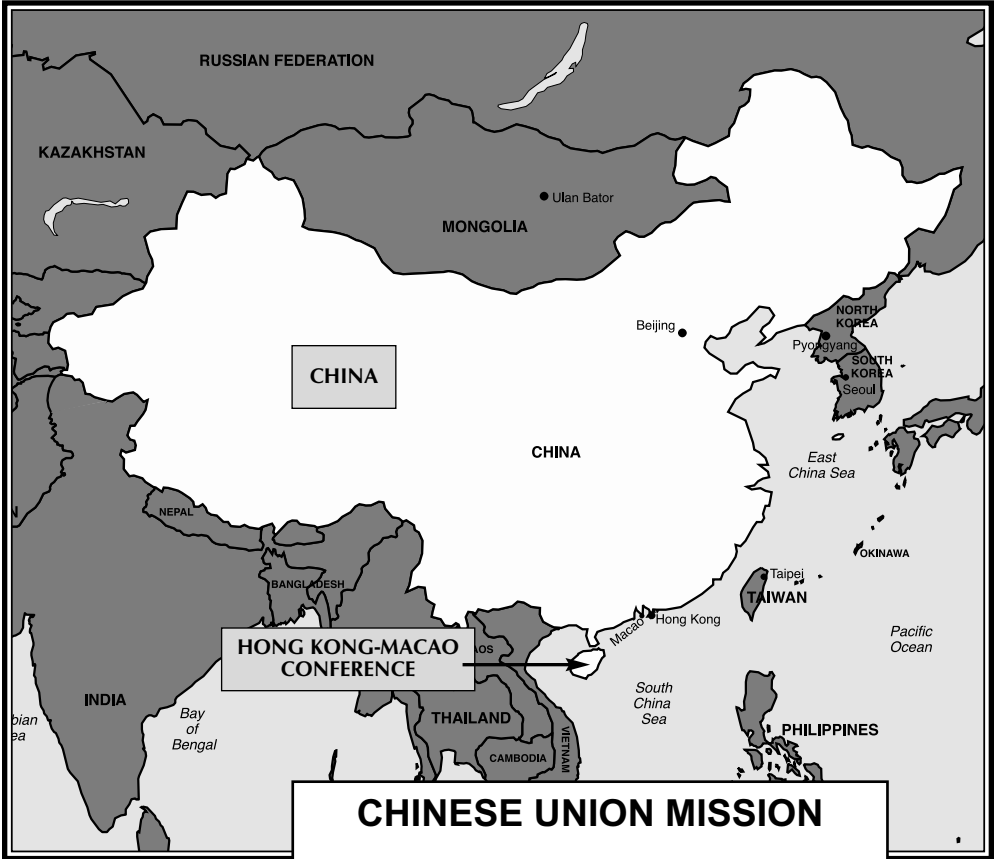 RUSSIAN FEDERATION
KAZAKHSTAN
Ulan Bator
MONGOLIA
Beijing
NORTH
KOREA
Pyongyang
SOUTH
KOREA
Seoul
CHINA
CHINA
East
China Sea
NEPAL
OKINAWA
BANGLADESH
Taipei
TAIWAN
Macao
Hong Kong
HONG KONG-MACAO
CONFERENCE
AOS
Pacific
Ocean
INDIA
Bay
of
Bengal
South
China
Sea
THAILAND
VIETNAM
CAMBODIA
PHILIPPINES
bian
ea
N
CHINESE UNION MISSION